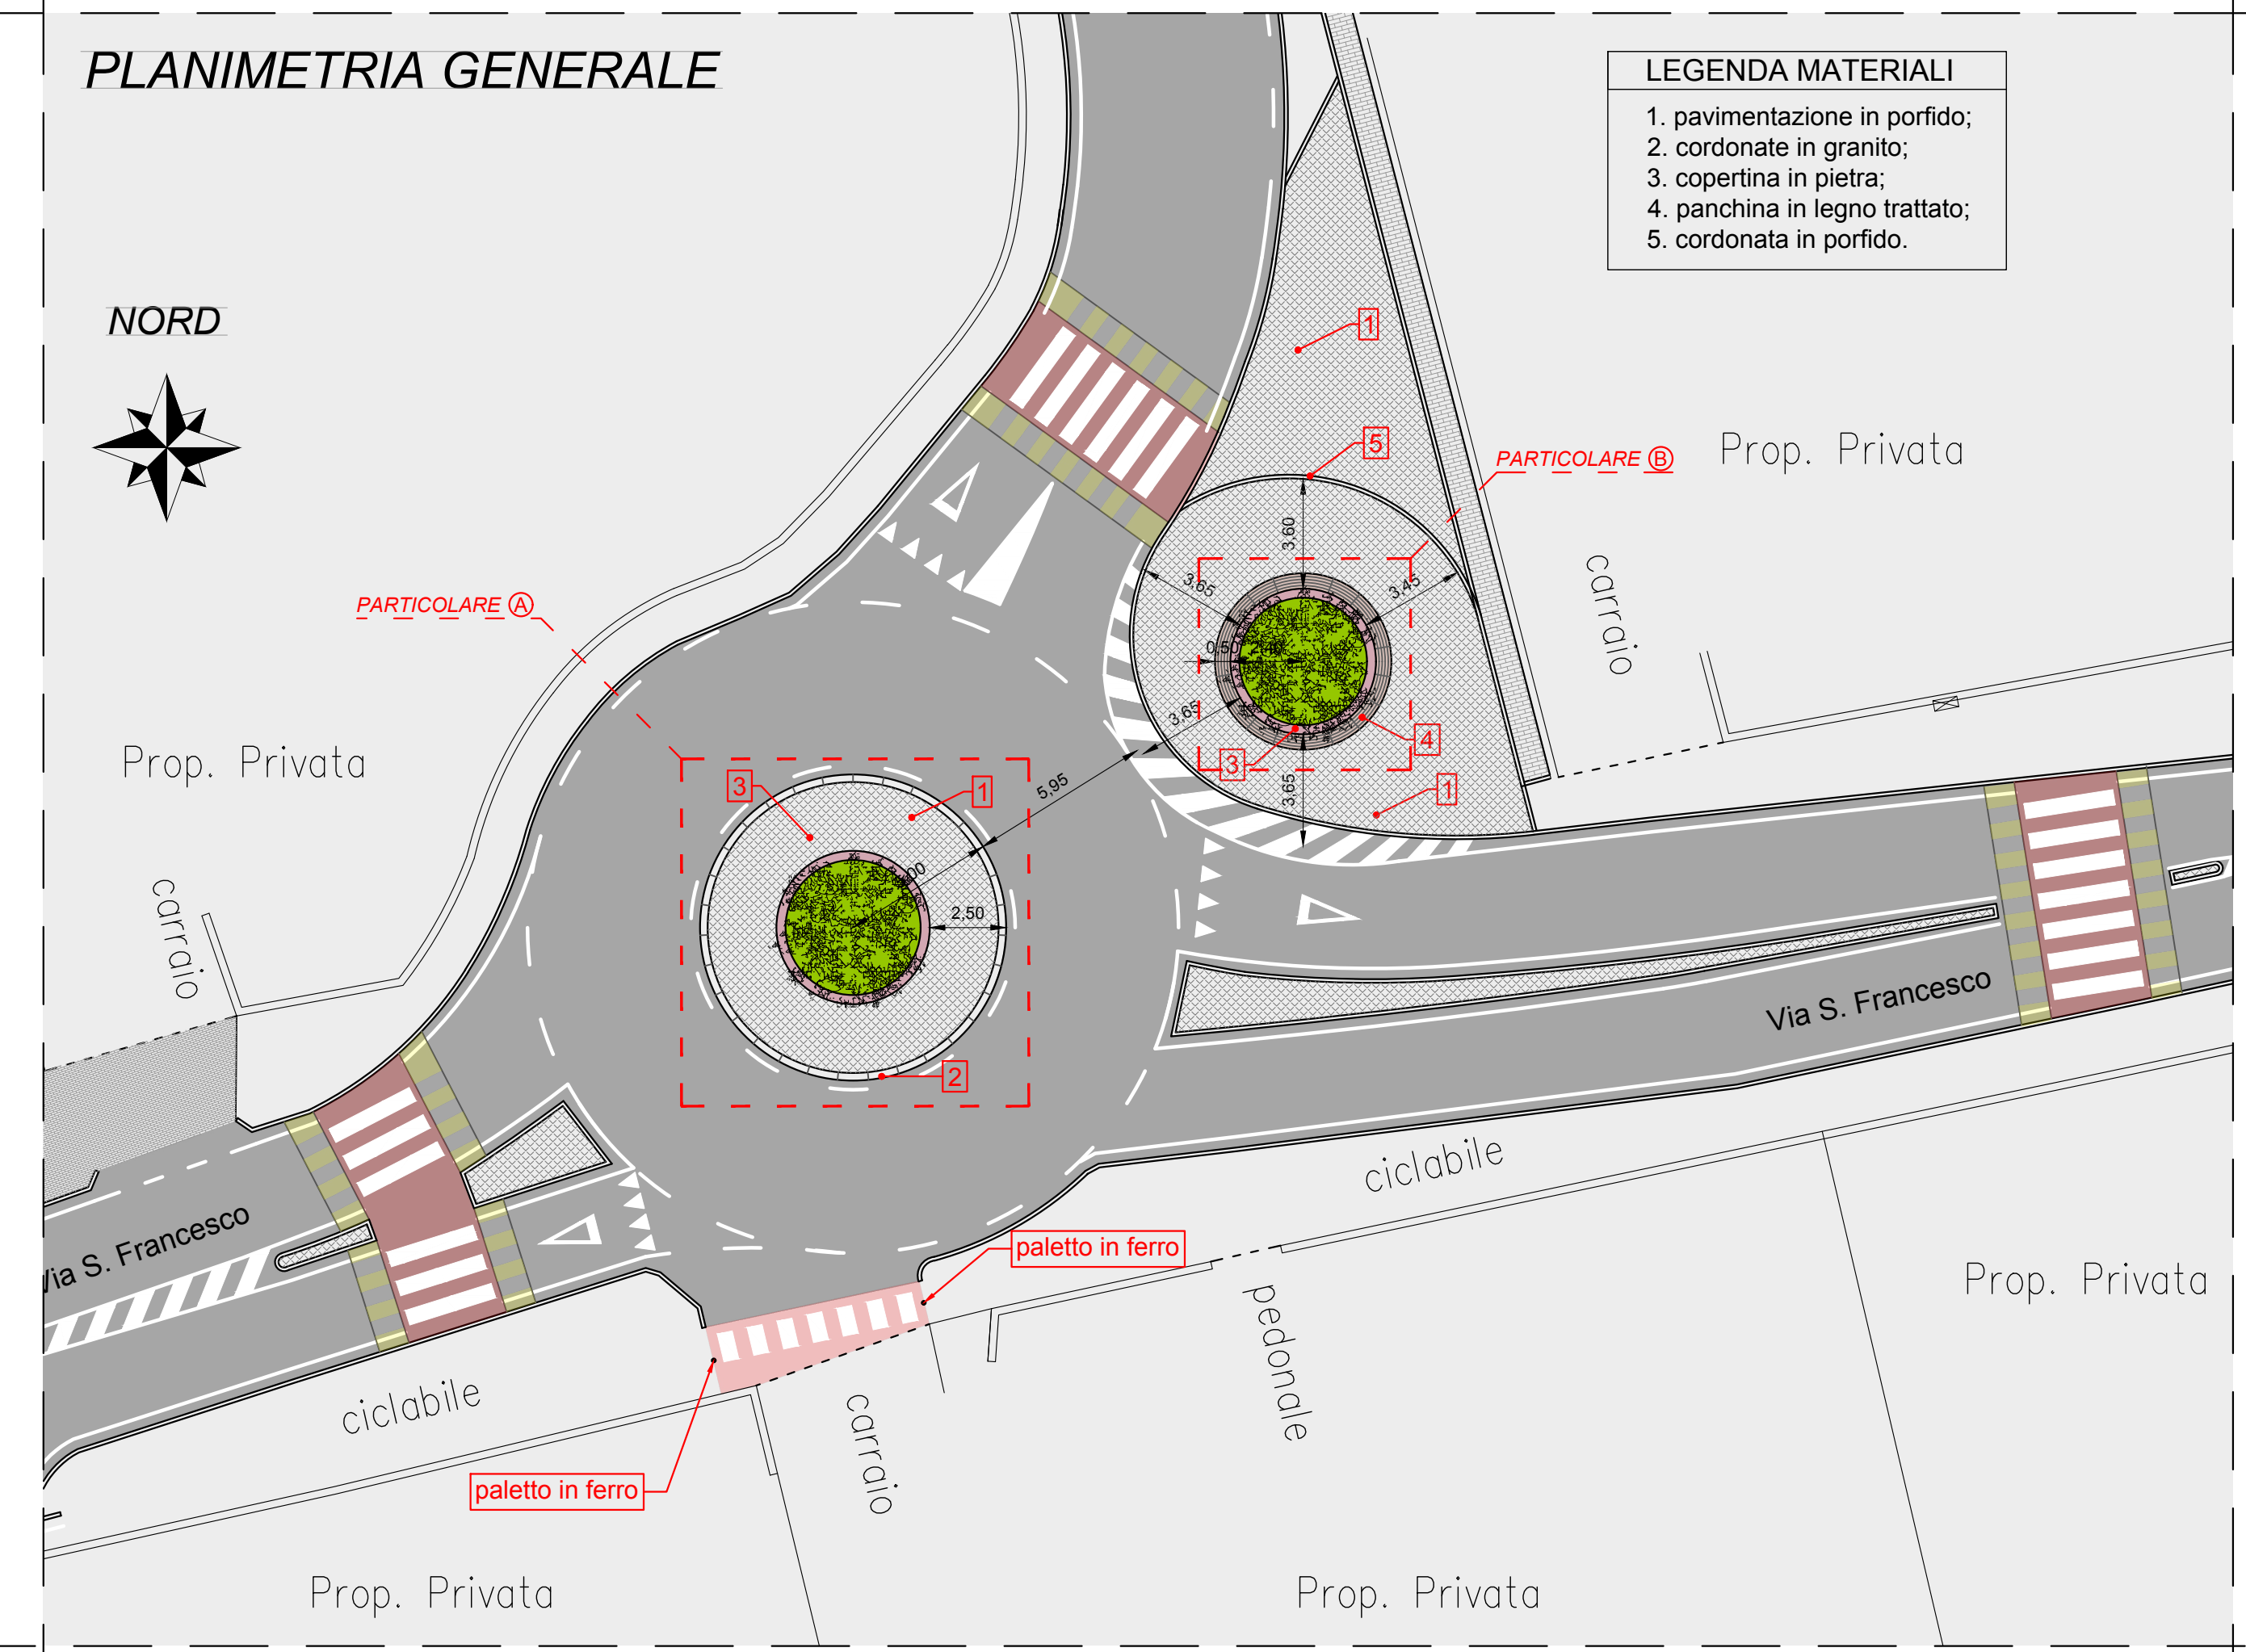 PLANIMETRIA GENERALE
LEGENDA MATERIALI
1. pavimentazione in porfido;
2. cordonate in granito;
3. copertina in pietra;
4. panchina in legno trattato;
5. cordonata in porfido.
NORD
1
5
PARTICOLARE B
Prop. Privata
3,60
3,65
3,45
carraio
PARTICOLARE A
0,50
2,40
3,65
4
3
3,65
1
Prop. Privata
3
1
5,95
2,50
carraio
2
Via S. Francesco
ciclabile
Via S. Francesco
paletto in ferro
Prop. Privata
pedonale
ciclabile
carraio
paletto in ferro
Prop. Privata
Prop. Privata